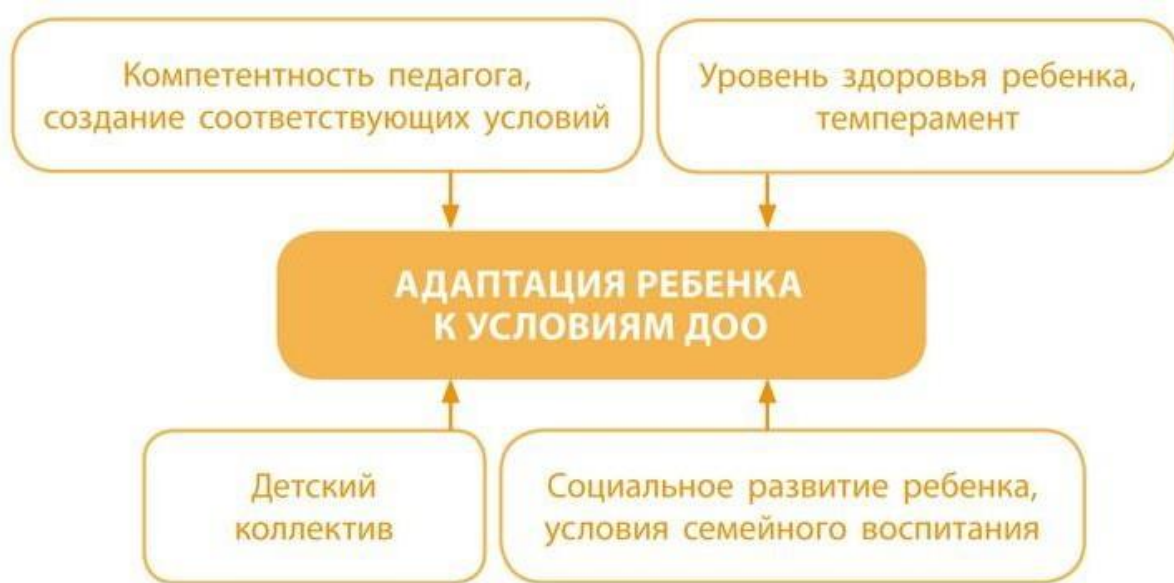 Компетентность педагога,
создание соответствующих условий
Уровень здоровья ребенка,
темперамент
АДАПТАЦИЯ РЕБЕНКА
К УСЛОВИЯМ ДОО
Детский
коллектив
Социальное развитие ребенка,
условия семейного воспитания